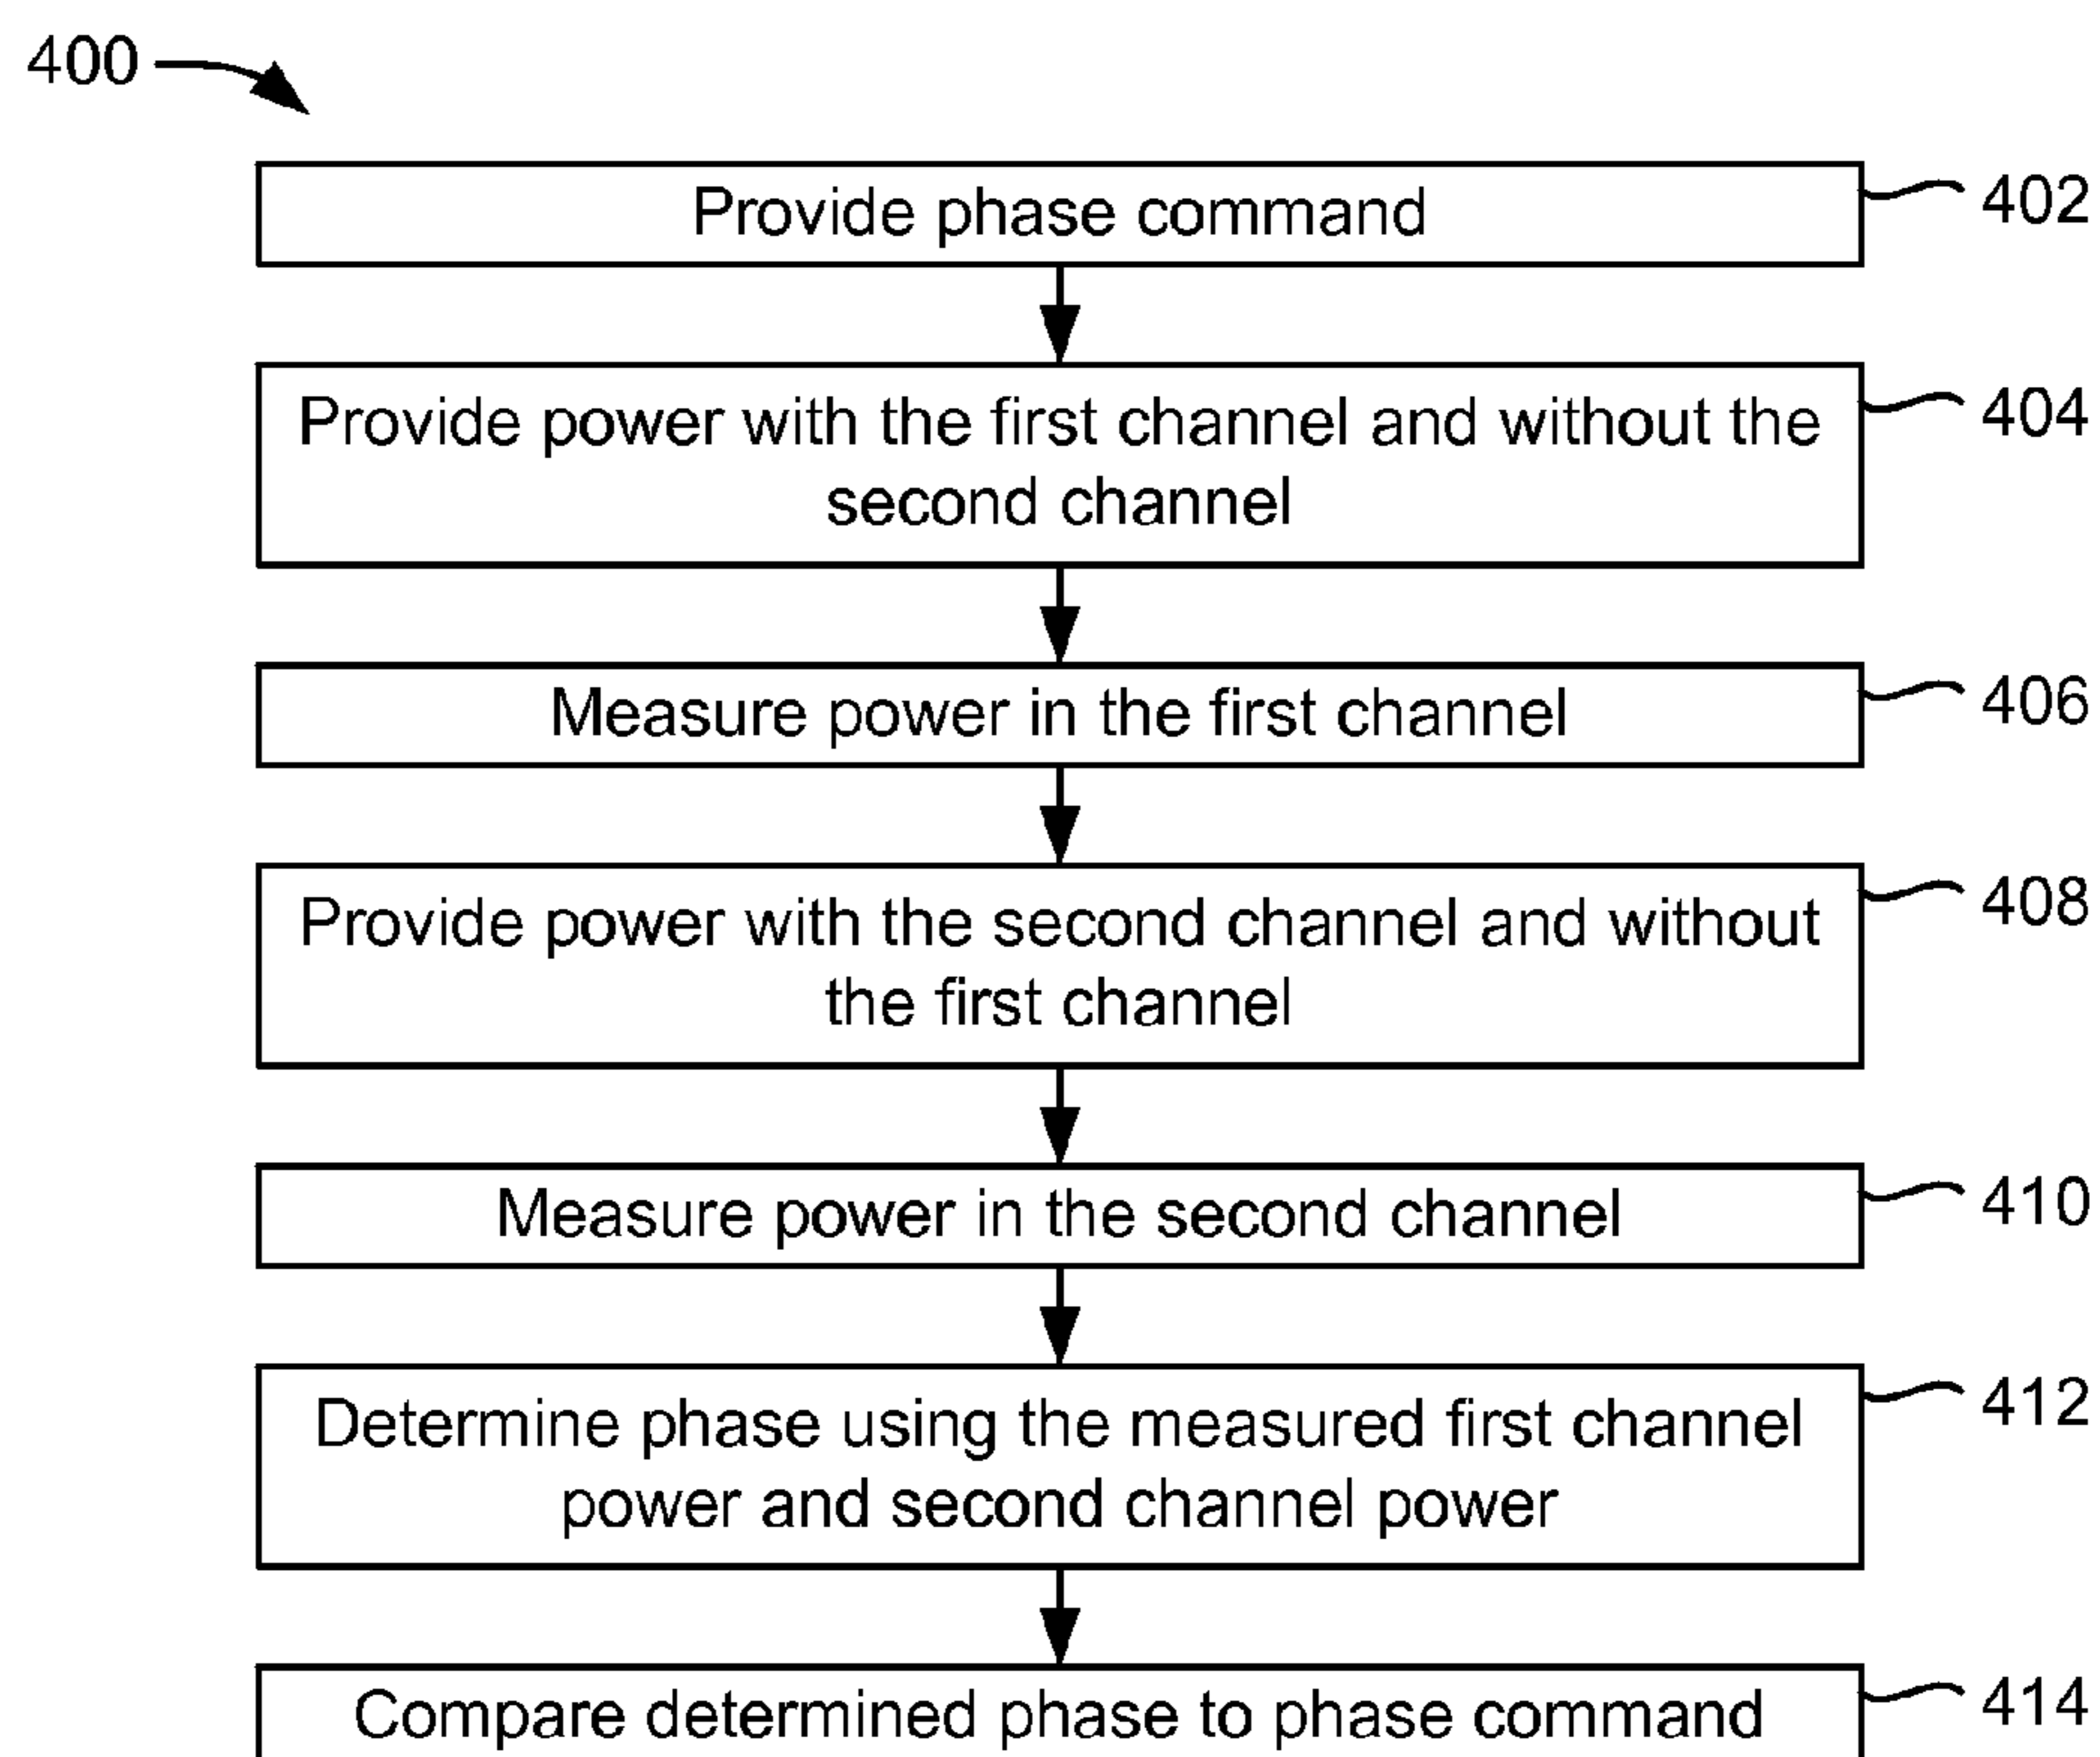 400
Provide phase command
402
Provide power with the first channel and without the
second channel
404
Measure power in the first channel
406
Provide power with the second channel and without
the first channel
408
Measure power in the second channel
410
Determine phase using the measured first channel
power and second channel power
412
Compare determined phase to phase command
414